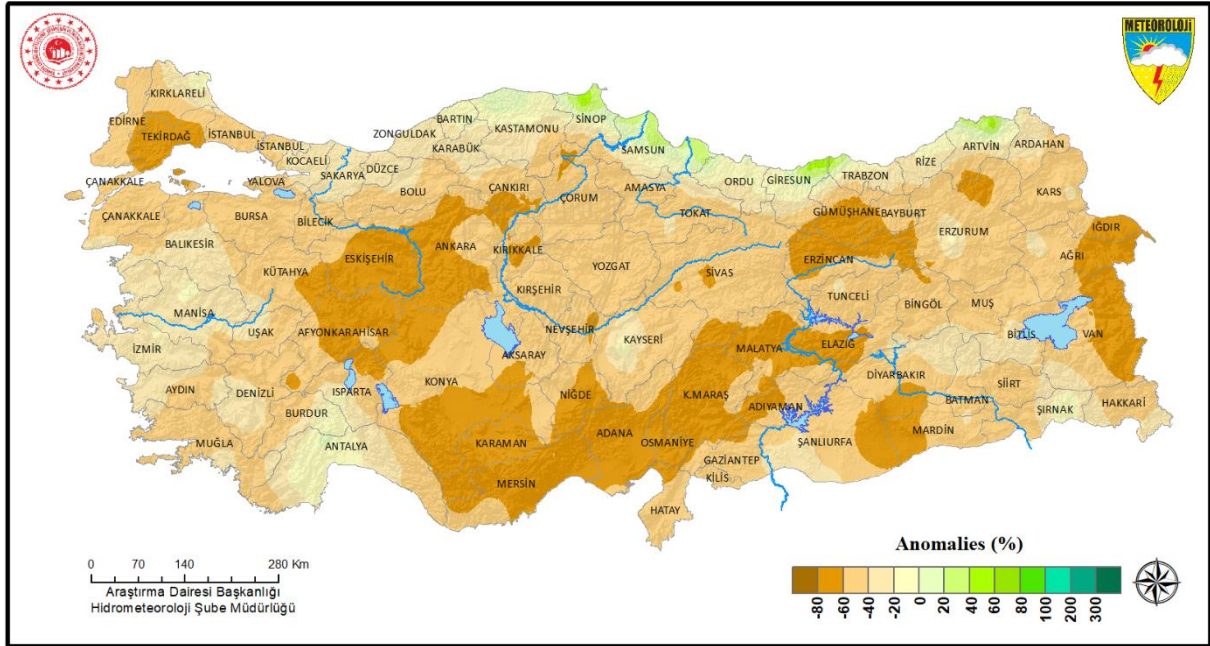 METEOROLOJİ
KIRKLARELİ
EDİRNE
TEKİRDAĞ
İSTANBUL
İSTANBUL
KOCAELİ
YALOVA
SAKARYA
DÜZCE
ZONGULDAK
BARTIN
KARABÜK
KASTAMONU
SİNOP
SAMSUN
ORDU
GİRESUN
TRABZON
RİZE
ARTVİN
ARDAHAN
ÇANAKKALE
ÇANAKKALE
BURSA
BİLECİK
BOLU
ÇANKIRI
ÇORUM
AMASYA
TOKAT
GÜMÜŞHANE
BAYBURT
ERZURUM
KARS
IĞDIR
BALIKESİR
KÜTAHYA
ESKİŞEHİR
ANKARA
KIRIKKALE
YOZGAT
SİVAS
ERZİNCAN
AĞRI
MANİSA
UŞAK
AFYONKARAHİSAR
KIRŞEHİR
NEVŞEHİR
KAYSERİ
TUNCELİ
BİNGÖL
MUŞ
İZMİR
AKSARAY
MALATYA
ELAZIĞ
BİTLİS
VAN
AYDIN
DENİZLİ
ISPARTA
KONYA
NİĞDE
K.MARAŞ
ADIYAMAN
DİYARBAKIR
BATMAN
SİİRT
ŞIRNAK
HAKKARİ
BURDUR
MUĞLA
ANTALYA
KARAMAN
ADANA
OSMANİYE
GAZİANTEP
ŞANLIURFA
MARDİN
MERSİN
KİLİS
HATAY
0 70 140 280 Km
Araştırma Dairesi Başkanlığı
Hidrometeoroloji Şube Müdürlüğü
Anomalies (%)
-80 -60 -40 -20 0 20 40 60 80 100 200 300